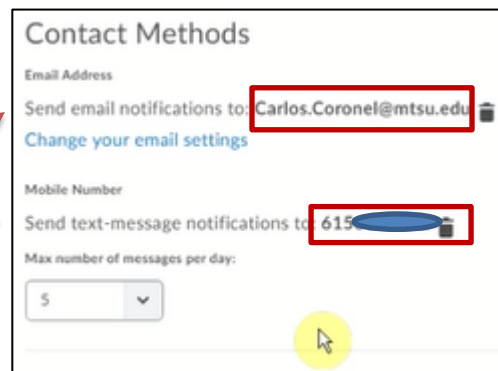 Contact Methods
Email Address
Send email notifications to: Carlos.Coronel@mtsu.edu
Change your email settings
Mobile Number
Send text-message notifications to: 615
Max number of messages per day:
5